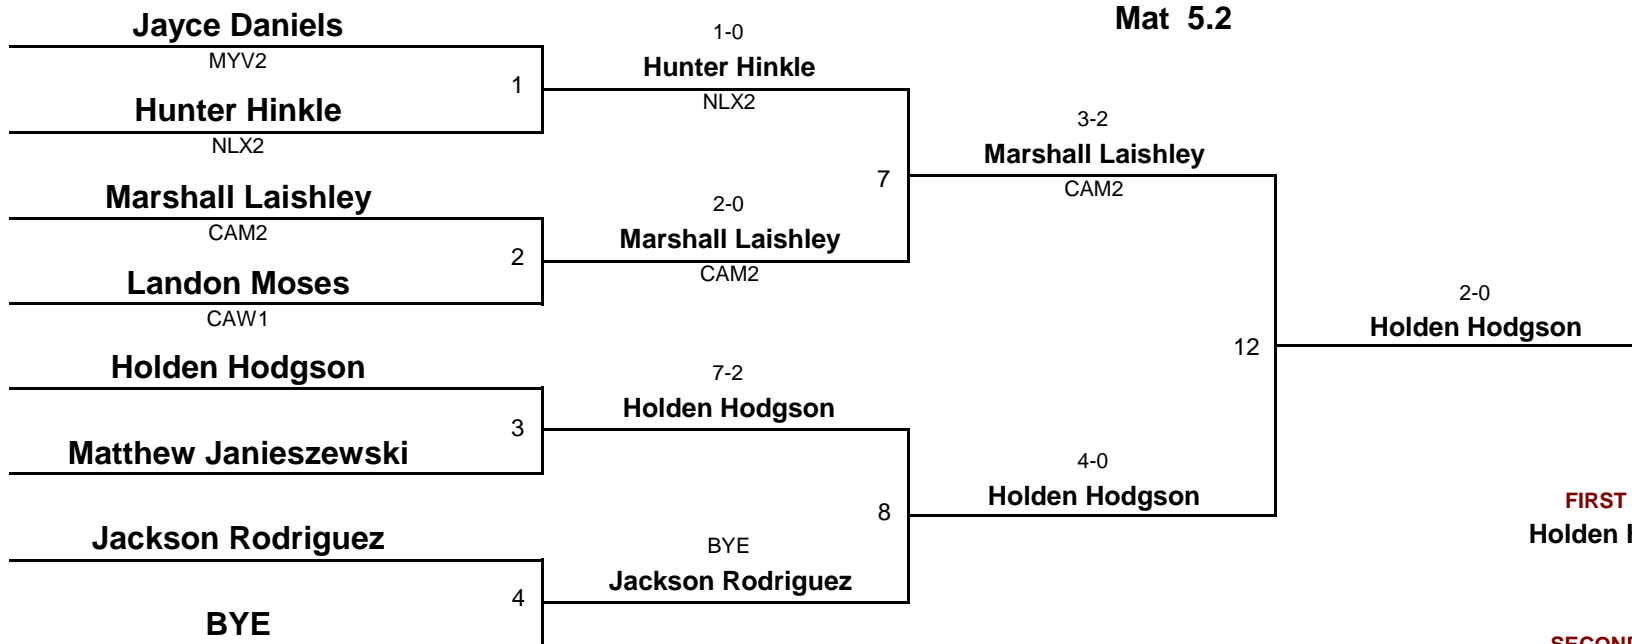 Mat 5.2
Jayce Daniels
MYV2
1
Hunter Hinkle
NLX2
Marshall Laishley
CAM2
2
Landon Moses
CAW1
Holden Hodgson
3
Matthew Janieszewski
Jackson Rodriguez
4
BYE
1-0
Hunter Hinkle
NLX2
7
2-0
Marshall Laishley
CAM2
7-2
Holden Hodgson
8
BYE
Jackson Rodriguez
3-2
Marshall Laishley
CAM2
12
4-0
Holden Hodgson
2-0
Holden Hodgson
FIRST
Holden